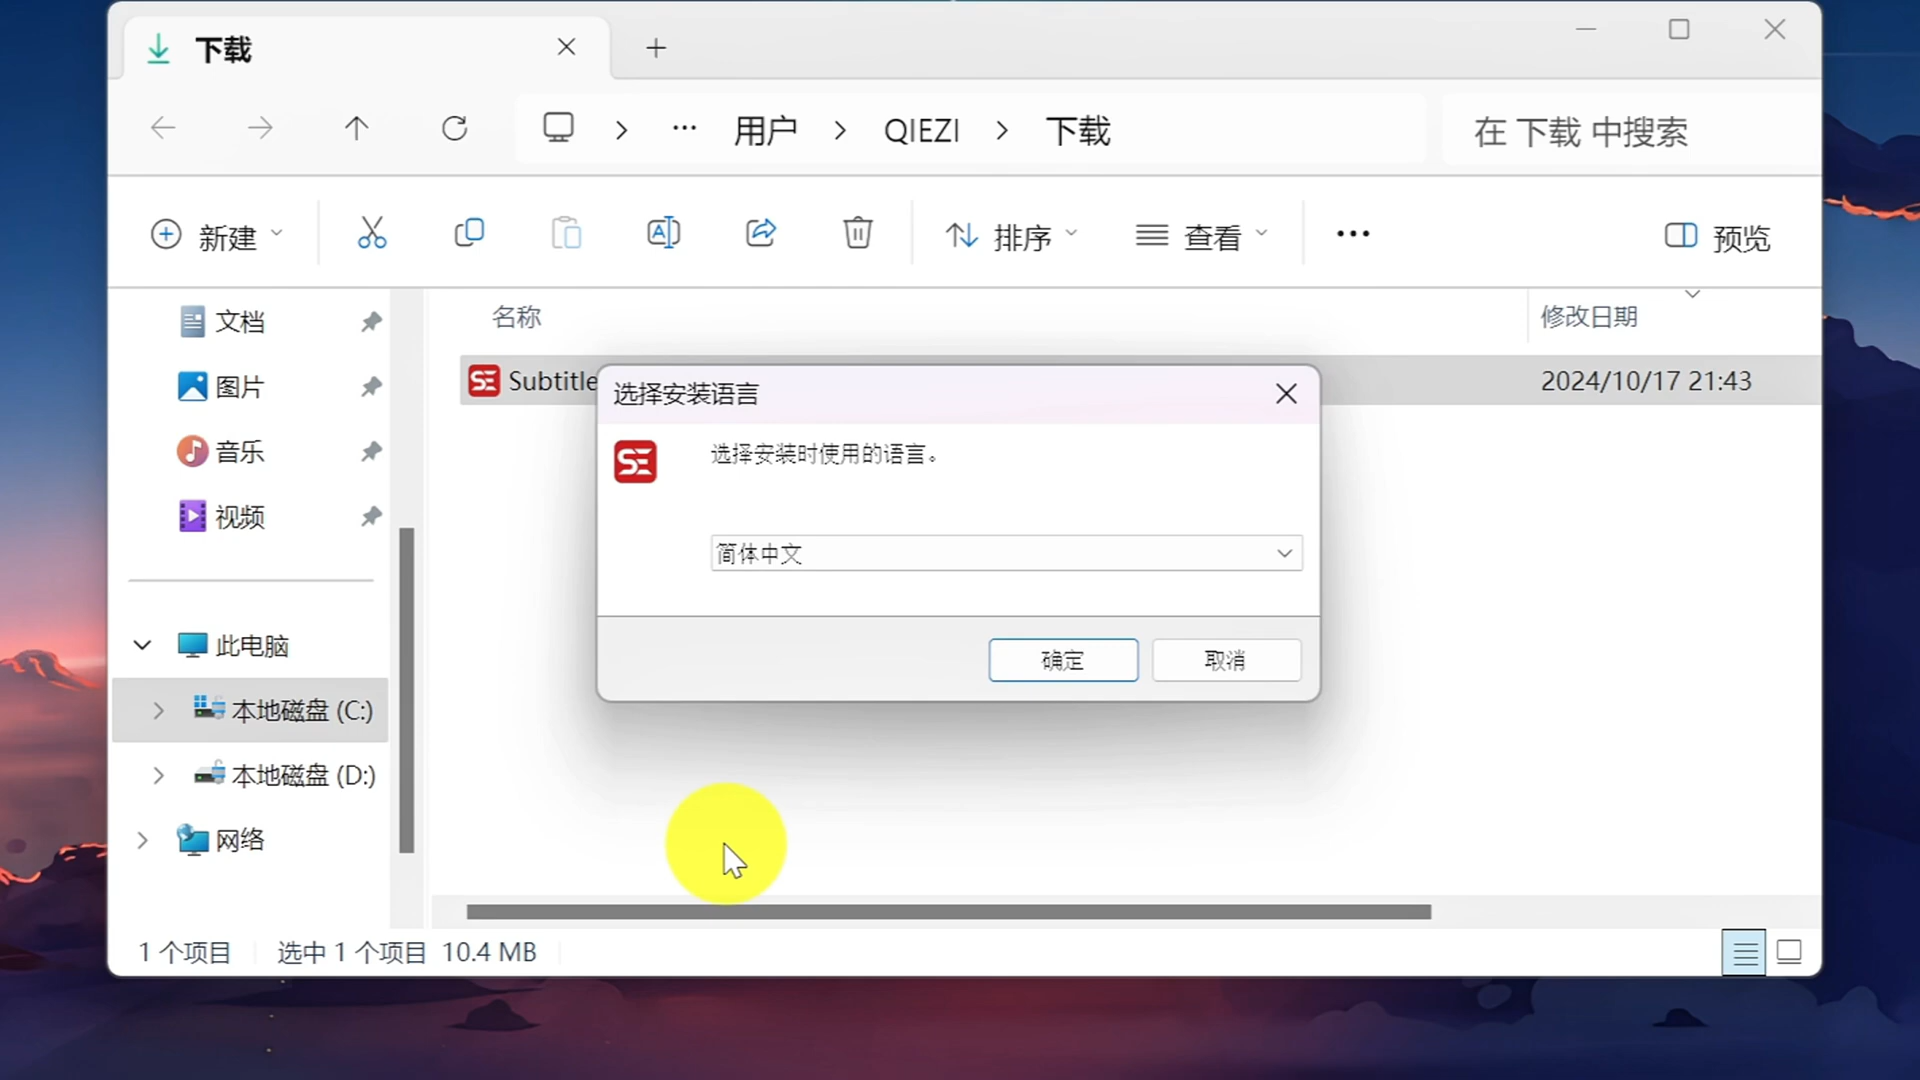 下载
用户 QIEZI 下载
在 下载 中搜索
新建
排序
查看
预览
文档
图片
音乐
视频
此电脑
本地磁盘 (C:)
本地磁盘 (D:)
网络
名称
修改日期
SE Subtitle
2024/10/17 21:43
选择安装语言
SE
选择安装时使用的语言。
简体中文
确定
取消
1 个项目
选中 1 个项目 10.4 MB